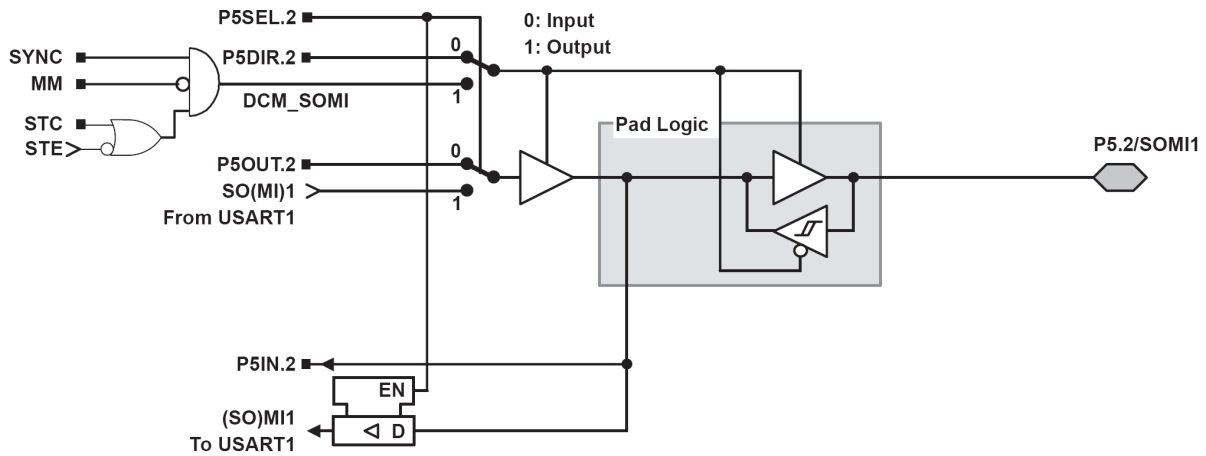 P5SEL.2
0: Input
1: Output
SYNC
P5DIR.2
0
MM
DCM_SOMI
1
STC
STE
Pad Logic
P5OUT.2
0
P5.2/SOMI1
SO(MI)1
1
From USART1
P5IN.2
EN
(SO)MI1
D
To USART1